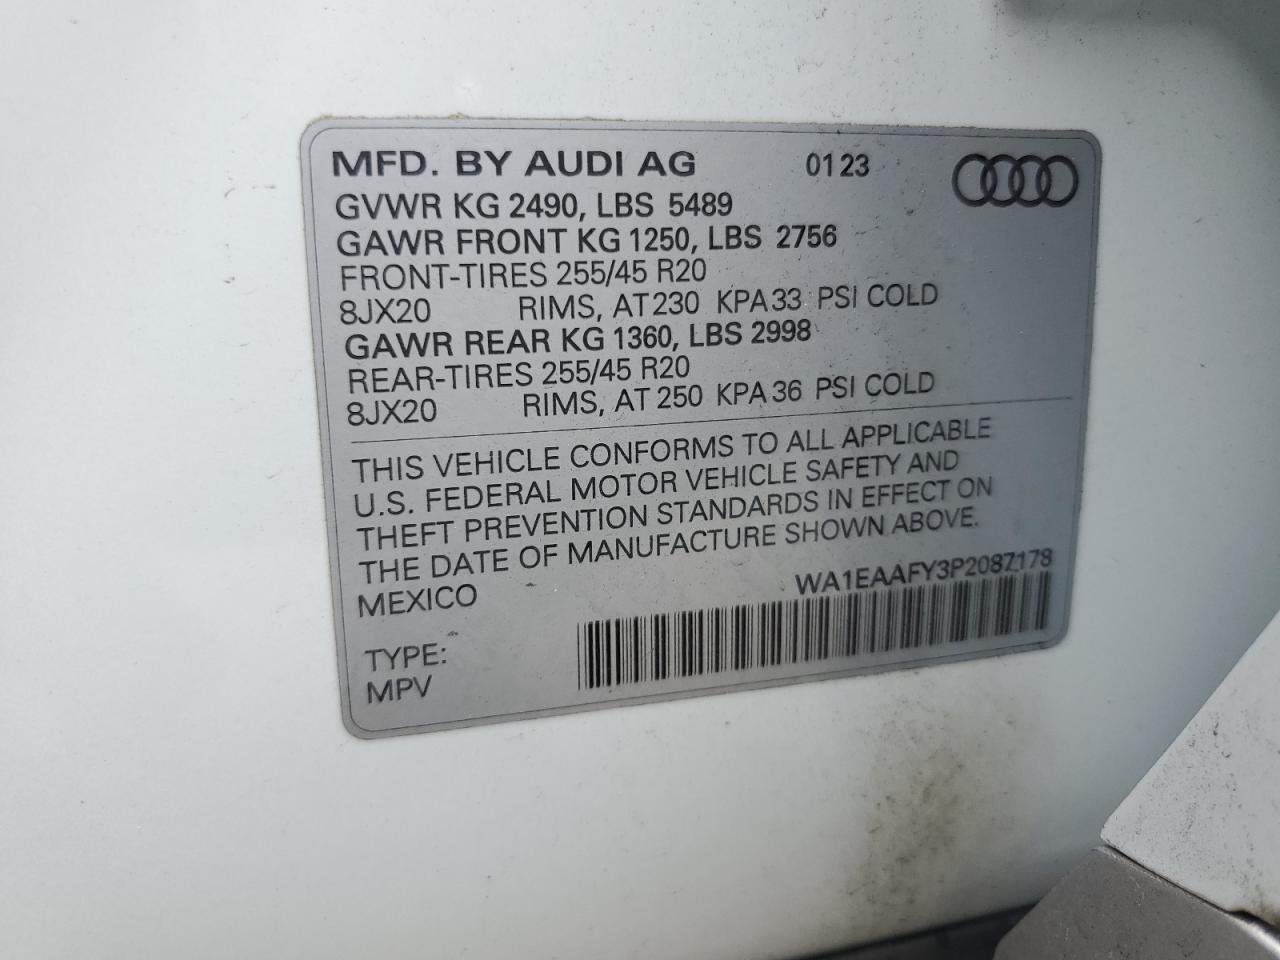 MFD. BY AUDI AG 01 23
GVWR KG 2490, LBS 5489
GAWR FRONT KG 1250, LBS 2756
FRONT-TIRES 255/45 R20
8JX20 RIMS, AT 230 KPA 33 PSI COLD
GAWR REAR KG 1360, LBS 2998
REAR-TIRES 255/45 R20
8JX20 RIMS, AT 250 KPA 36 PSI COLD
THIS VEHICLE CONFORMS TO ALL APPLICABLE
U.S. FEDERAL MOTOR VEHICLE SAFETY AND
THEFT PREVENTION STANDARDS IN EFFECT ON
THE DATE OF MANUFACTURE SHOWN ABOVE.
MEXICO WA1EAAFY3P2087178
TYPE:
MPV